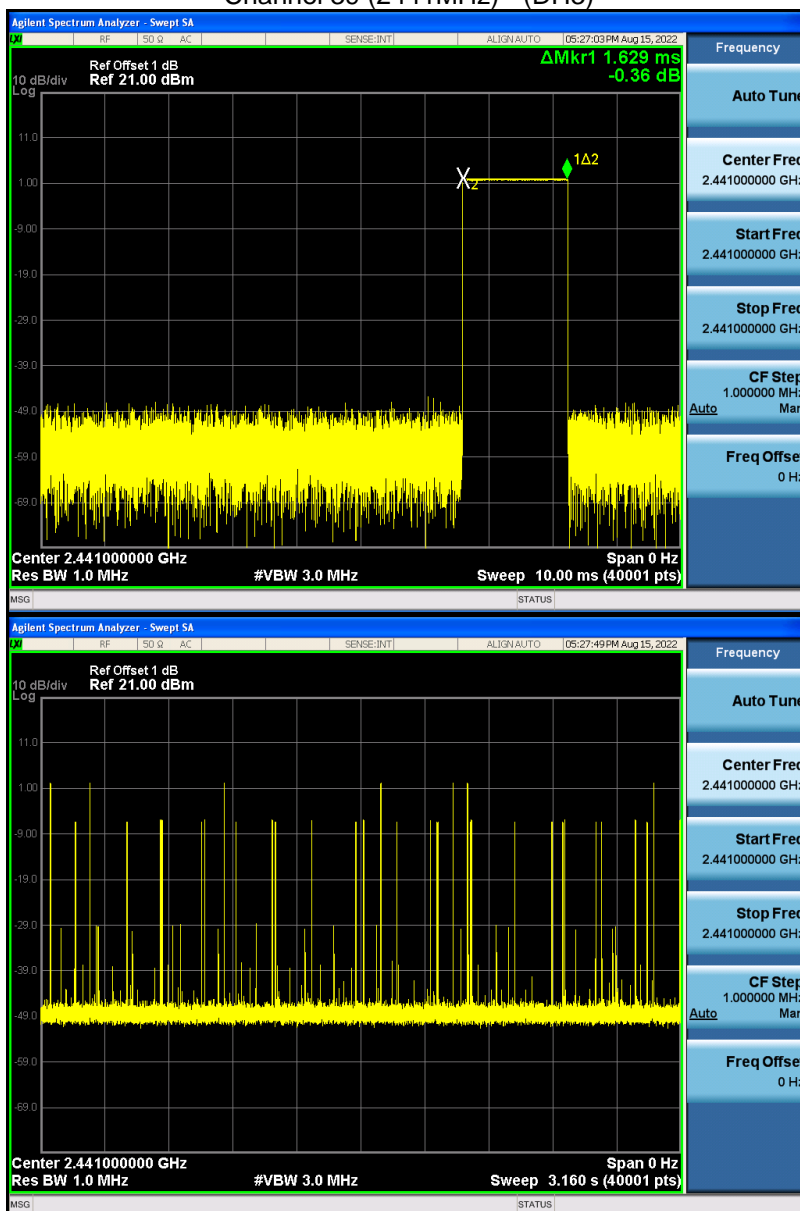 Agilent Spectrum Analyzer - Swept SA
LXI RF 50 Ω AC SENSE:INT ALIGN AUTO 05:27:03 PM Aug 15, 2022
ΔMkr1 1.629 ms
-0.36 dB
Ref Offset 1 dB
10 dB/div Ref 21.00 dBm
Log
11.0
1.00
-9.00
-19.0
-29.0
-39.0
-49.0
-59.0
-69.0
1Δ2
X2
Center 2.441000000 GHz Span 0 Hz
Res BW 1.0 MHz #VBW 3.0 MHz Sweep 10.00 ms (40001 pts)
MSG STATUS
Frequency
Auto Tune
Center Freq
2.441000000 GHz
Start Freq
2.441000000 GHz
Stop Freq
2.441000000 GHz
CF Step
1.000000 MHz
Auto Man
Freq Offset
0 Hz
Agilent Spectrum Analyzer - Swept SA
LXI RF 50 Ω AC SENSE:INT ALIGN AUTO 05:27:49 PM Aug 15, 2022
Ref Offset 1 dB
10 dB/div Ref 21.00 dBm
Log
11.0
1.00
-9.00
-19.0
-29.0
-39.0
-49.0
-59.0
-69.0
Center 2.441000000 GHz Span 0 Hz
Res BW 1.0 MHz #VBW 3.0 MHz Sweep 3.160 s (40001 pts)
MSG STATUS
Frequency
Auto Tune
Center Freq
2.441000000 GHz
Start Freq
2.441000000 GHz
Stop Freq
2.441000000 GHz
CF Step
1.000000 MHz
Auto Man
Freq Offset
0 Hz